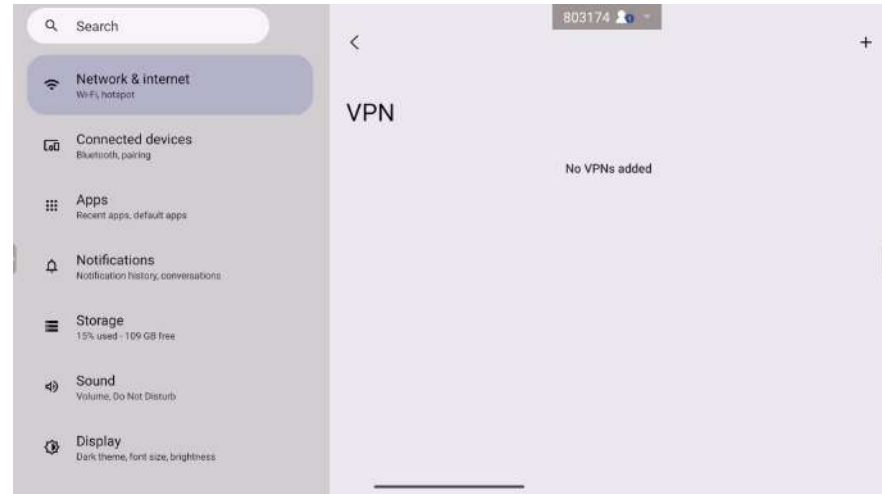 Search
Network & internet
Wi-Fi, hotspot
Connected devices
Bluetooth, pairing
Apps
Recent apps, default apps
Notifications
Notification history, conversations
Storage
15% used - 109 GB free
Sound
Volume, Do Not Disturb
Display
Dark theme, font size, brightness
803174
VPN
No VPNs added